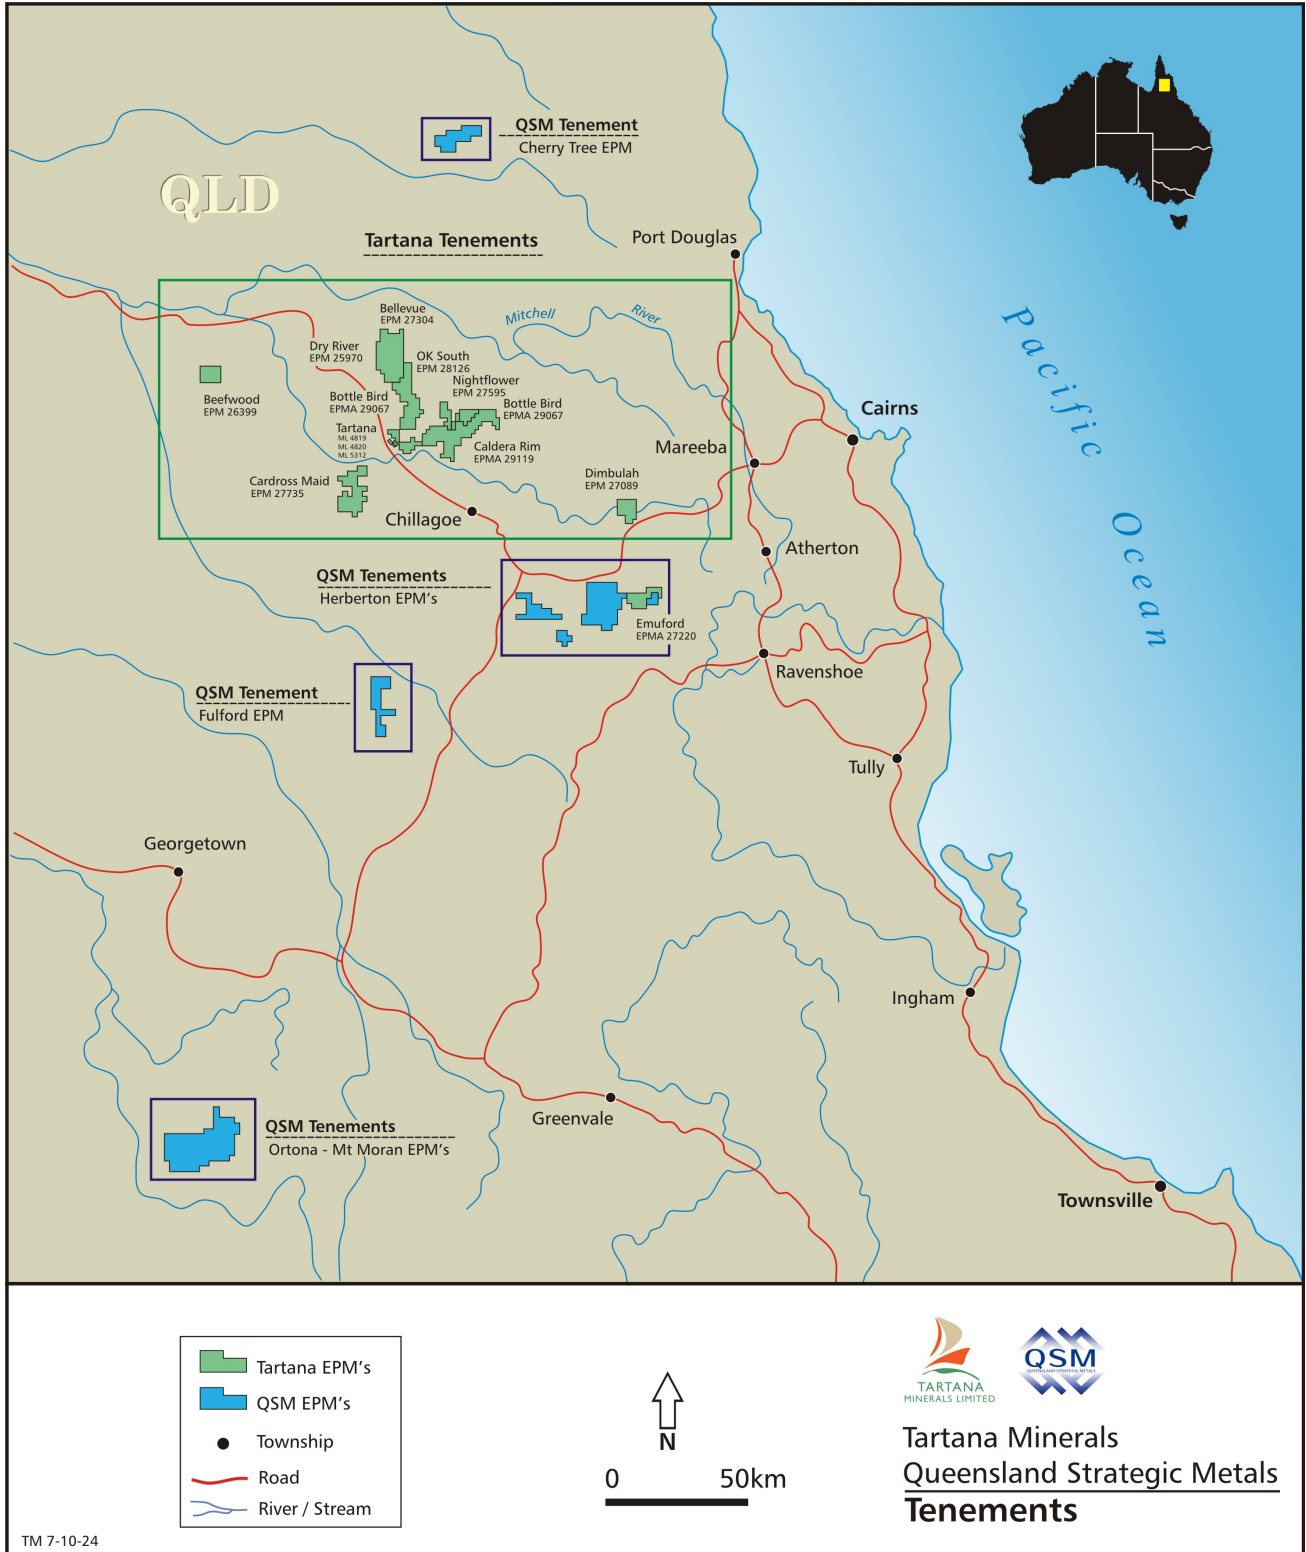 QSM Tenement
Cherry Tree EPM
QLD
Tartana Tenements
Port Douglas
Bellevue
EPM 27304
Mitchell
River
Dry River
EPM 25970
OK South
EPM 28126
Nightflower
EPM 27595
Beefwood
EPM 26399
Bottle Bird
EPMA 29067
Bottle Bird
EPMA 29067
Tartana
ML 4819
ML 4820
ML 5312
Caldera Rim
EPMA 29119
Cardross Maid
EPM 27735
Dimbulah
EPM 27089
Chillagoe
Mareeba
Cairns
Pacific Ocean
Atherton
QSM Tenements
Herberton EPM's
Emuford
EPMA 27220
Ravenshoe
QSM Tenement
Fulford EPM
Tully
Georgetown
Ingham
Greenvale
QSM Tenements
Ortona - Mt Moran EPM's
Townsville
Tartana EPM's
QSM EPM's
Township
Road
River / Stream
N
0 50km
TARTANA
MINERALS LIMITED
QSM
QUEENSLAND STRATEGIC METALS
Tartana Minerals
Queensland Strategic Metals
Tenements
TM 7-10-24